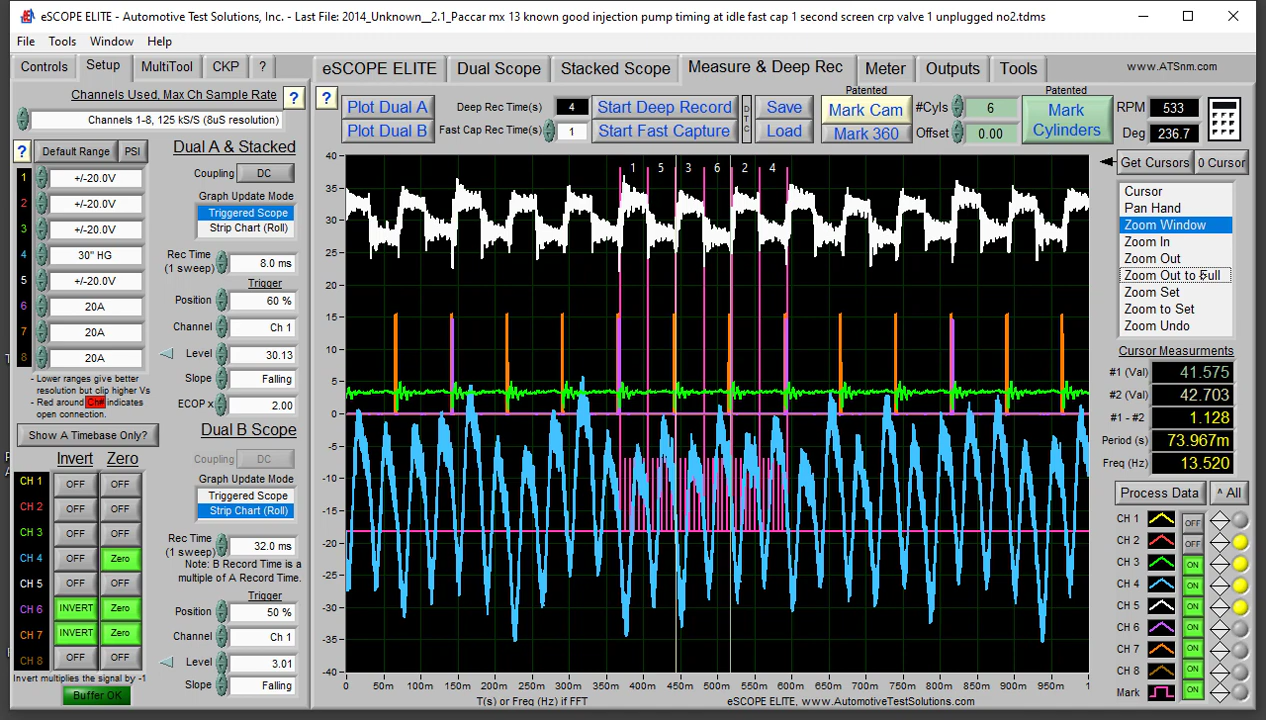 eSCOPE ELITE - Automotive Test Solutions, Inc. - Last File: 2014_Unknown__2.1_Paccar mx 13 known good injection pump timing at idle fast cap 1 second screen crp valve 1 unplugged no2.tdms
File Tools Window Help
Controls Setup MultiTool CKP ?
Channels Used, Max Ch Sample Rate ?
Channels 1-8, 125 kS/S (8uS resolution)
? Default Range PSI
1 +/-20.0V
2 +/-20.0V
3 +/-20.0V
4 30" HG
5 +/-20.0V
6 20A
7 20A
8 20A
- Lower ranges give better
resolution but clip higher Vs
- Red around Ch# indicates
open connection.
Show A Timebase Only?
Invert Zero
CH 1 OFF OFF
CH 2 OFF OFF
CH 3 OFF OFF
CH 4 OFF Zero
CH 5 OFF OFF
CH 6 INVERT Zero
CH 7 INVERT Zero
CH 8 OFF OFF
Invert multiplies the signal by -1
Buffer OK
Dual A & Stacked
Coupling DC
Graph Update Mode
Triggered Scope
Strip Chart (Roll)
Rec Time 8.0 ms
(1 sweep)
Trigger
Position 60 %
Channel Ch 1
Level 30.13
Slope Falling
ECOP x 2.00
Dual B Scope
Coupling DC
Graph Update Mode
Triggered Scope
Strip Chart (Roll)
Rec Time 32.0 ms
(1 sweep)
Note: B Record Time is a
multiple of A Record Time.
Trigger
Position 50 %
Channel Ch 1
Level 3.01
Slope Falling
eSCOPE ELITE Dual Scope Stacked Scope Measure & Deep Rec Meter Outputs Tools
www.ATSnm.com
? Plot Dual A Deep Rec Time(s) 4 Start Deep Record DTC Save
Plot Dual B Fast Cap Rec Time(s) 1 Start Fast Capture Load
Patented
Mark Cam
Mark 360
#Cyls 6
Offset 0.00
Patented
Mark
Cylinders
RPM 533
Deg 236.7
40
35
30
25
20
15
10
5
0
-5
-10
-15
-20
-25
-30
-35
-40
1 5 3 6 2 4
0 50m 100m 150m 200m 250m 300m 350m 400m 450m 500m 550m 600m 650m 700m 750m 800m 850m 900m 950m 1
T(s) or Freq (Hz) if FFT eSCOPE ELITE, www.AutomotiveTestSolutions.com
Get Cursors 0 Cursor
Cursor
Pan Hand
Zoom Window
Zoom In
Zoom Out
Zoom Out to Full
Zoom Set
Zoom to Set
Zoom Undo
Cursor Measurments
#1 (Val) 41.575
#2 (Val) 42.703
#1 - #2 1.128
Period (s) 73.967m
Freq (Hz) 13.520
Process Data ^ All
CH 1 OFF
CH 2 OFF
CH 3 ON
CH 4 ON
CH 5 ON
CH 6 ON
CH 7 ON
CH 8 ON
Mark ON